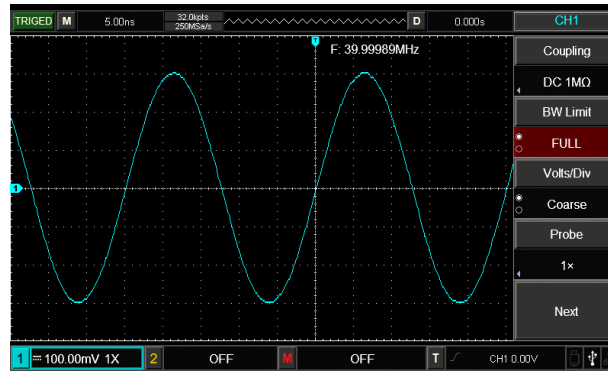 TRIGED M 5.00ns 32.0kpts 250MSa/s D 0.000s CH1
T
F: 39.99989MHz
Coupling
DC 1MΩ
BW Limit
FULL
Volts/Div
Coarse
Probe
1×
Next
1
1 100.00mV 1X 2 OFF M OFF T CH1 0.00V